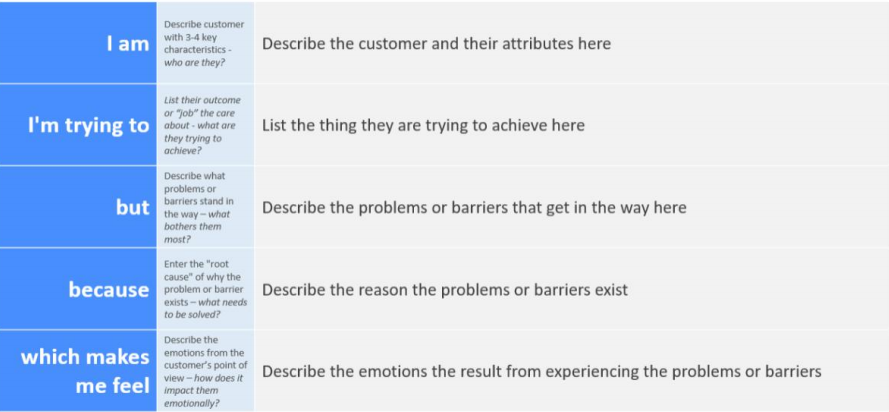 I am
Describe customer
with 3-4 key
characteristics -
who are they?
Describe the customer and their attributes here
I'm trying to
List their outcome
or "job" the care
about - what are
they trying to
achieve?
List the thing they are trying to achieve here
but
Describe what
problems or
barriers stand in
the way – what
bothers them
most?
Describe the problems or barriers that get in the way here
because
Enter the "root
cause" of why the
problem or barrier
exists – what needs
to be solved?
Describe the reason the problems or barriers exist
which makes
me feel
Describe the
emotions from the
customer's point of
view – how does it
impact them
emotionally?
Describe the emotions the result from experiencing the problems or barriers